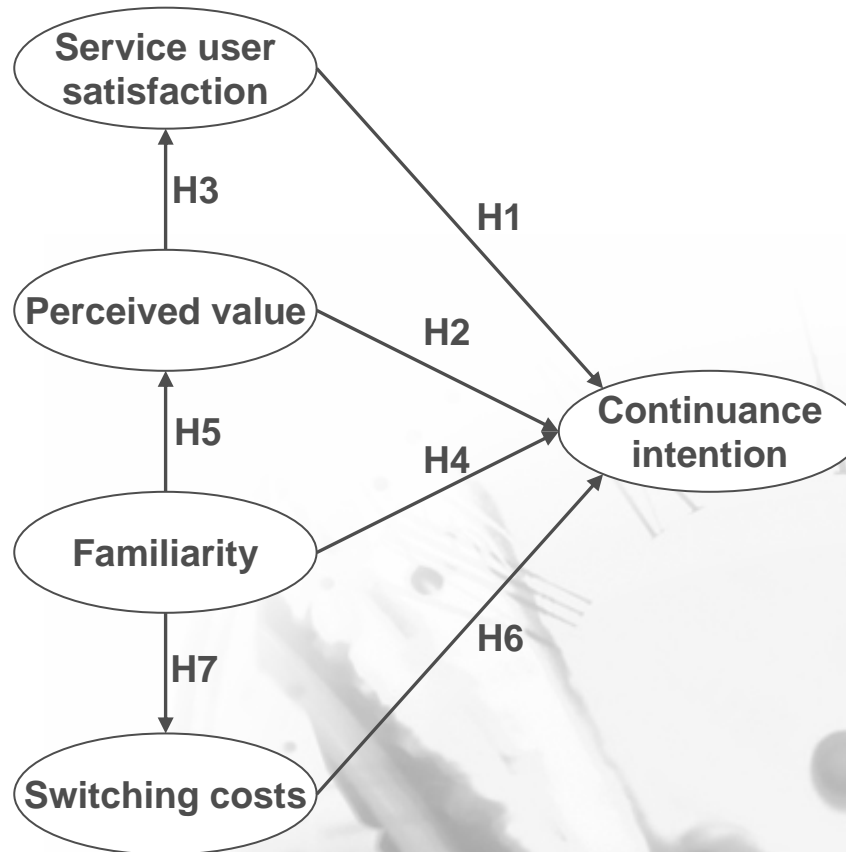 Service user
satisfaction
H3
H1
Perceived value
H2
Continuance
intention
H5
H4
Familiarity
H7
H6
Switching costs